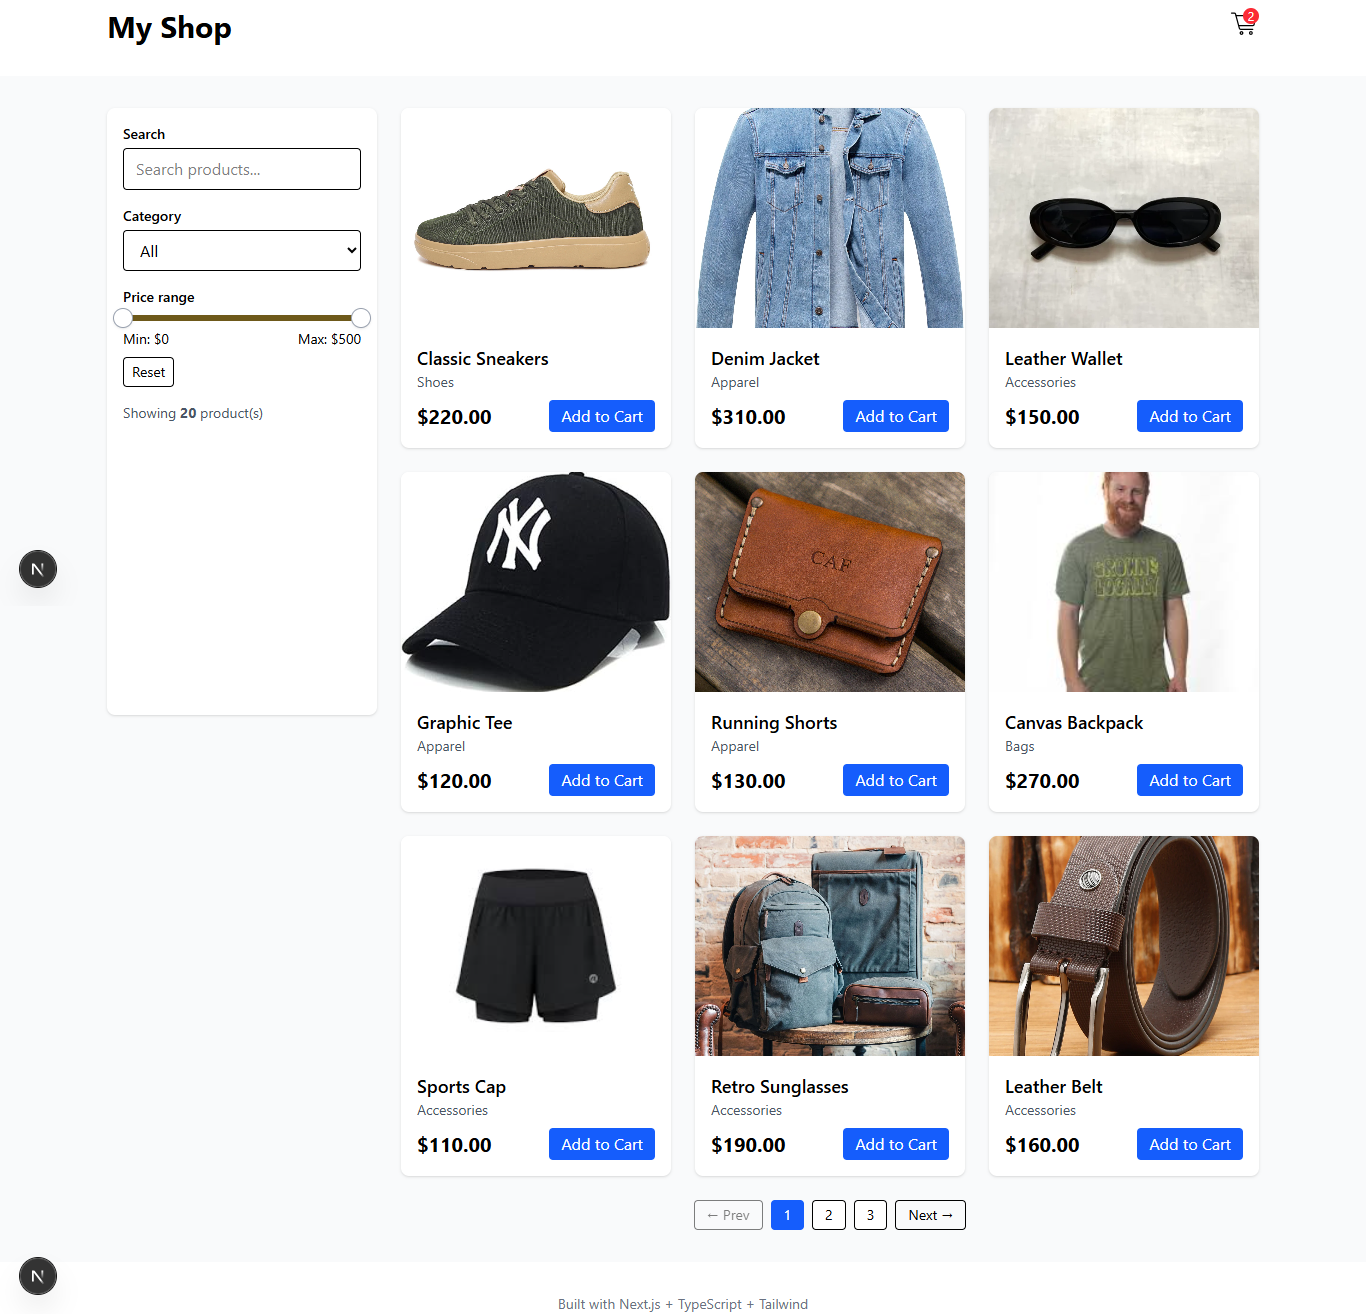 My Shop
2
Search
Search products...
Category
All
Price range
Min: $0 Max: $500
Reset
Showing 20 product(s)
Classic Sneakers
Shoes
$220.00 Add to Cart
Denim Jacket
Apparel
$310.00 Add to Cart
Leather Wallet
Accessories
$150.00 Add to Cart
NY
Graphic Tee
Apparel
$120.00 Add to Cart
CAF
Running Shorts
Apparel
$130.00 Add to Cart
GROWN
LOCALLY
Canvas Backpack
Bags
$270.00 Add to Cart
Sports Cap
Accessories
$110.00 Add to Cart
Retro Sunglasses
Accessories
$190.00 Add to Cart
Leather Belt
Accessories
$160.00 Add to Cart
← Prev 1 2 3 Next →
N
N
Built with Next.js + TypeScript + Tailwind